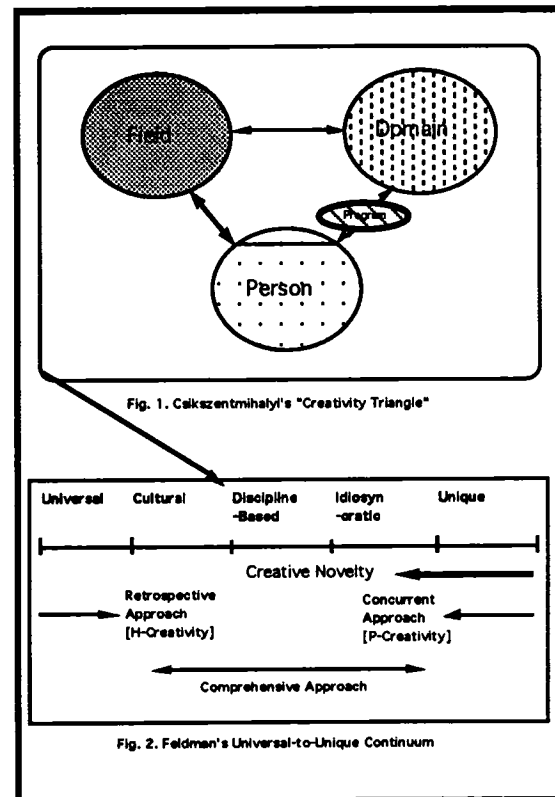 Field
Domain
Program
Person
Fig. 1. Csikszentmihalyi's "Creativity Triangle"
Universal Cultural Discipline Idiosyn Unique
-Based -cratic
Creative Novelty
Retrospective
Approach
[H-Creativity]
Concurrent
Approach
[P-Creativity]
Comprehensive Approach
Fig. 2. Feldman's Universal-to-Unique Continuum